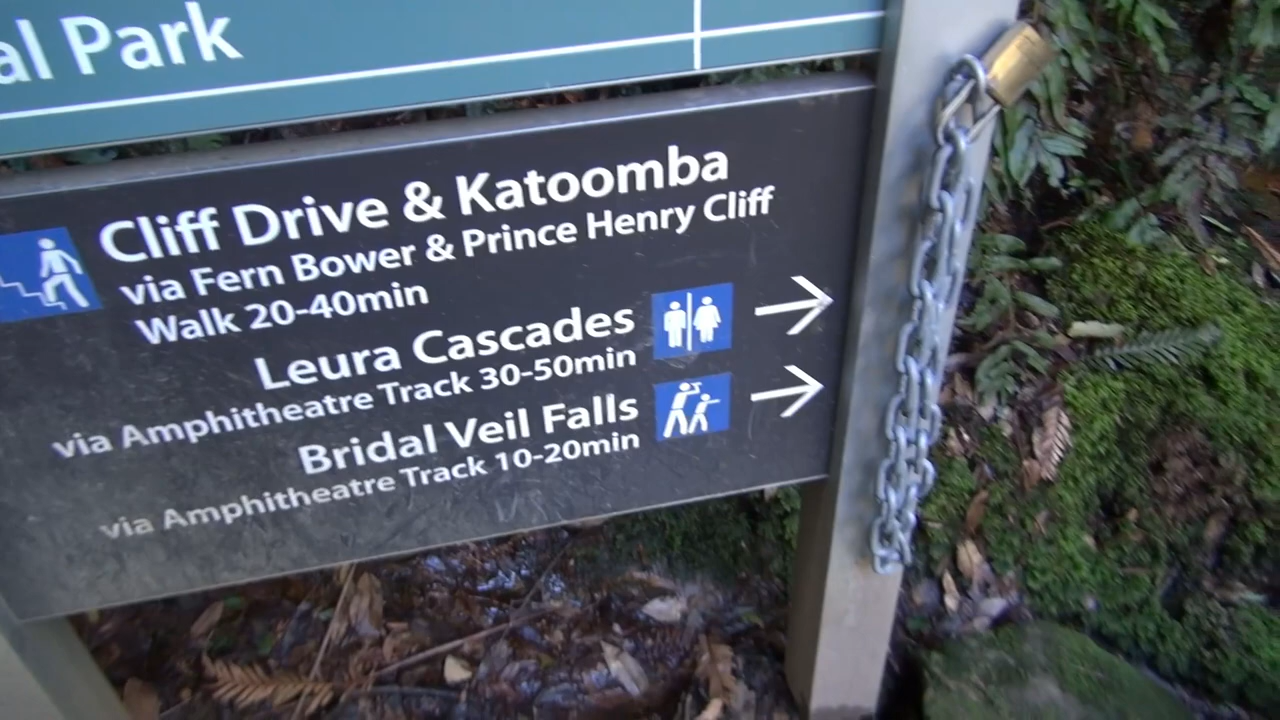 al Park
Cliff Drive & Katoomba
via Fern Bower & Prince Henry Cliff
Walk 20-40min
Leura Cascades
via Amphitheatre Track 30-50min
Bridal Veil Falls
via Amphitheatre Track 10-20min